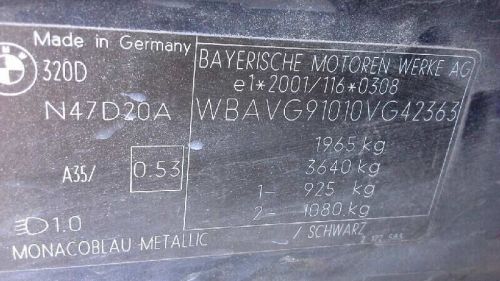 BMW
Made in Germany
320D
N47D20A
A35/ 0.53
1.0
MONACOBLAU METALLIC
BAYERISCHE MOTOREN WERKE AG
e1*2001/116*0308
WBAVG91010VG42363
1965 kg
3640 kg
1- 925 kg
2- 1080 kg
/ SCHWARZ